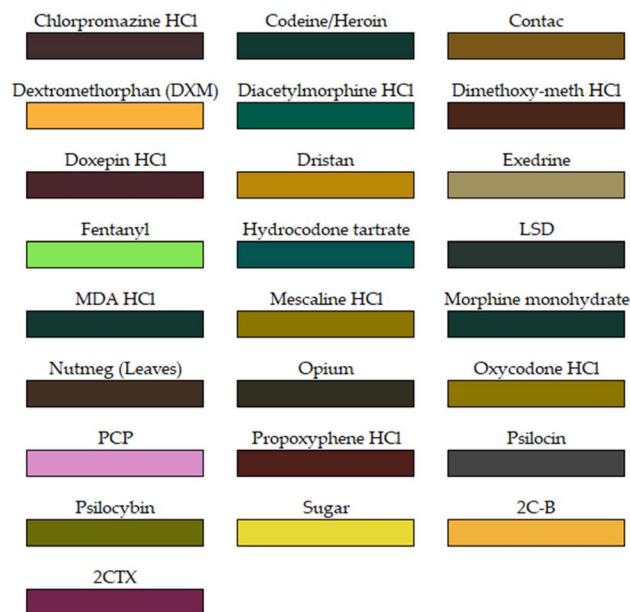 Chlorpromazine HCl
Codeine/Heroin
Contac
Dextromethorphan (DXM)
Diacetylmorphine HCl
Dimethoxy-meth HCl
Doxepin HCl
Dristan
Exedrine
Fentanyl
Hydrocodone tartrate
LSD
MDA HCl
Mescaline HCl
Morphine monohydrate
Nutmeg (Leaves)
Opium
Oxycodone HCl
PCP
Propoxyphene HCl
Psilocin
Psilocybin
Sugar
2C-B
2CTX